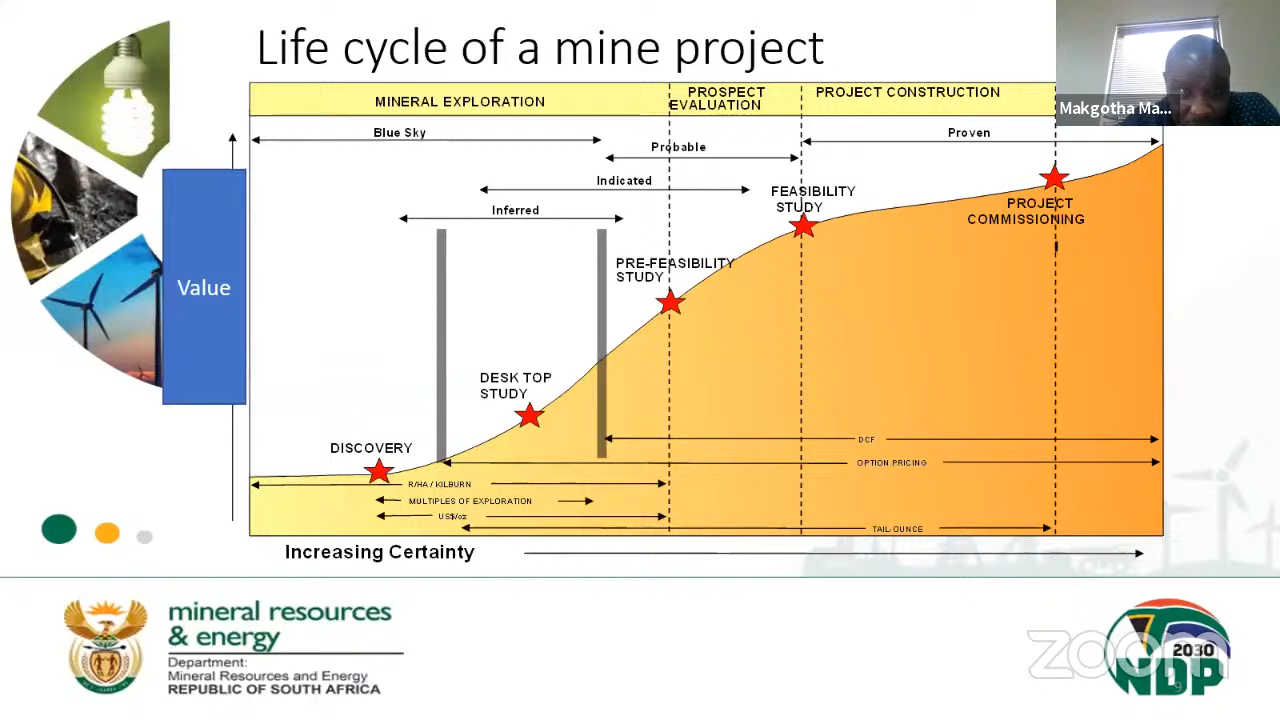 Life cycle of a mine project
Makgotha Ma...
MINERAL EXPLORATION
PROSPECT
EVALUATION
PROJECT CONSTRUCTION
Blue Sky
Proven
Probable
Indicated
Inferred
FEASIBILITY
STUDY
PROJECT
COMMISSIONING
PRE-FEASIBILITY
STUDY
Value
DESK TOP
STUDY
DISCOVERY
DCF
OPTION PRICING
R/HA / KILBURN
MULTIPLES OF EXPLORATION
US$/oz
TAIL-OUNCE
Increasing Certainty
mineral resources
& energy
Department:
Mineral Resources and Energy
REPUBLIC OF SOUTH AFRICA
zoom
2030
NDP
9